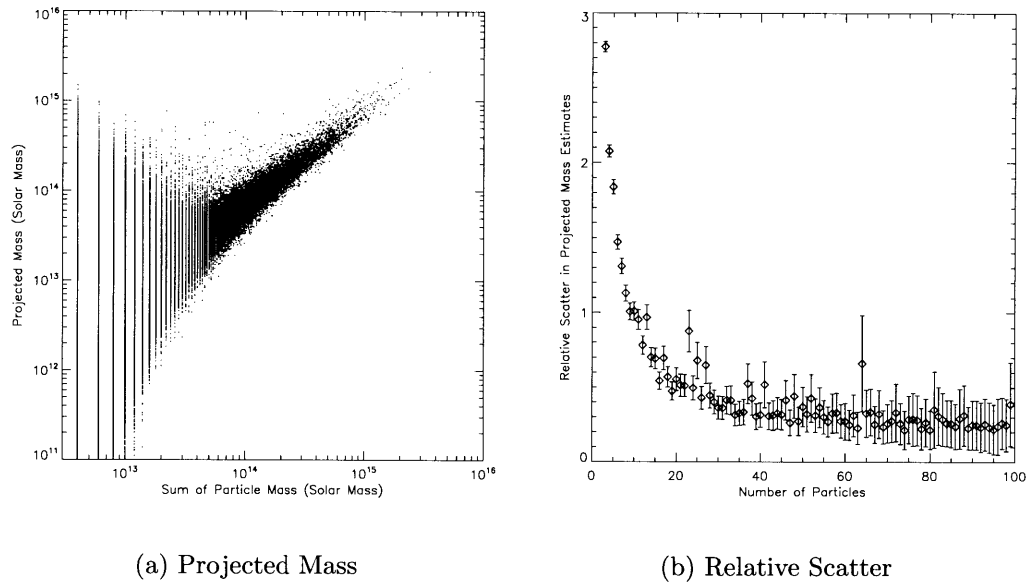 10^16
10^15
10^14
10^13
10^12
10^11
Projected Mass (Solar Mass)
10^13 10^14 10^15 10^16
Sum of Particle Mass (Solar Mass)
3
2
1
0
Relative Scatter in Projected Mass Estimates
0 20 40 60 80 100
Number of Particles
(a) Projected Mass
(b) Relative Scatter